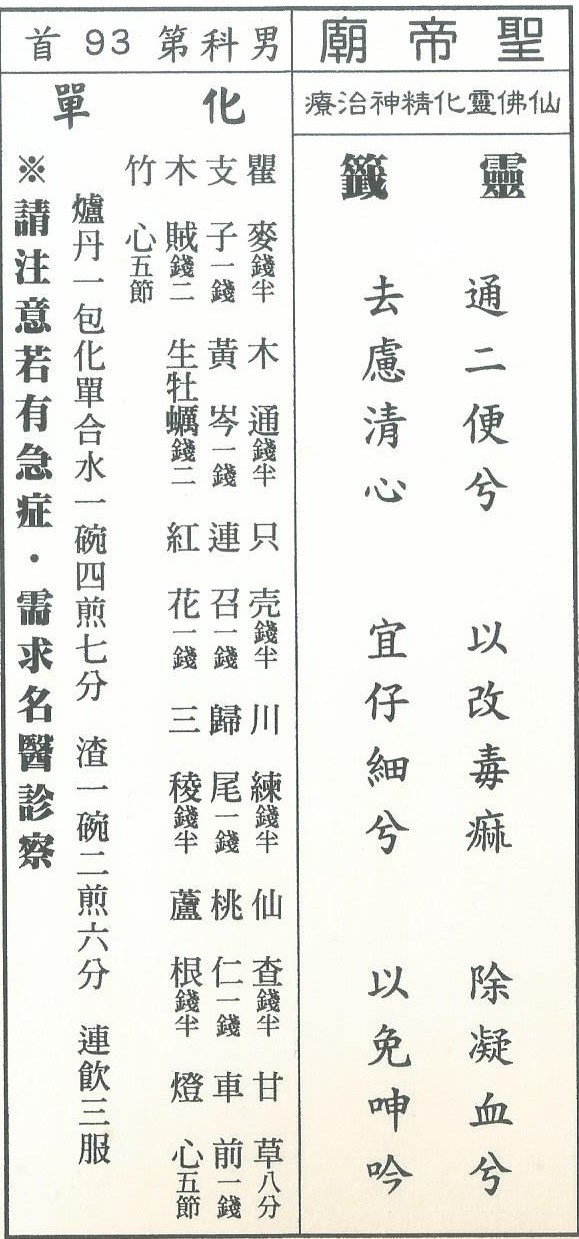 聖帝廟
仙佛靈化精神治療
靈籤
通二便兮　以改毒痲　除凝血兮
去慮清心　宜仔細兮　以免呻吟
男科第93首
化單
瞿麥錢半　木通錢半　只壳錢半　川練錢半　仙查錢半　甘草八分
支子一錢　黃岑一錢　連召一錢　歸尾一錢　桃仁一錢　車前一錢
木賊錢二　生牡蠣錢二　紅花一錢　三稜錢半　蘆根錢半　燈心五節
竹心五節
爐丹一包化單合水一碗四煎七分　渣一碗二煎六分　連飲三服
※請注意若有急症・需求名醫診察